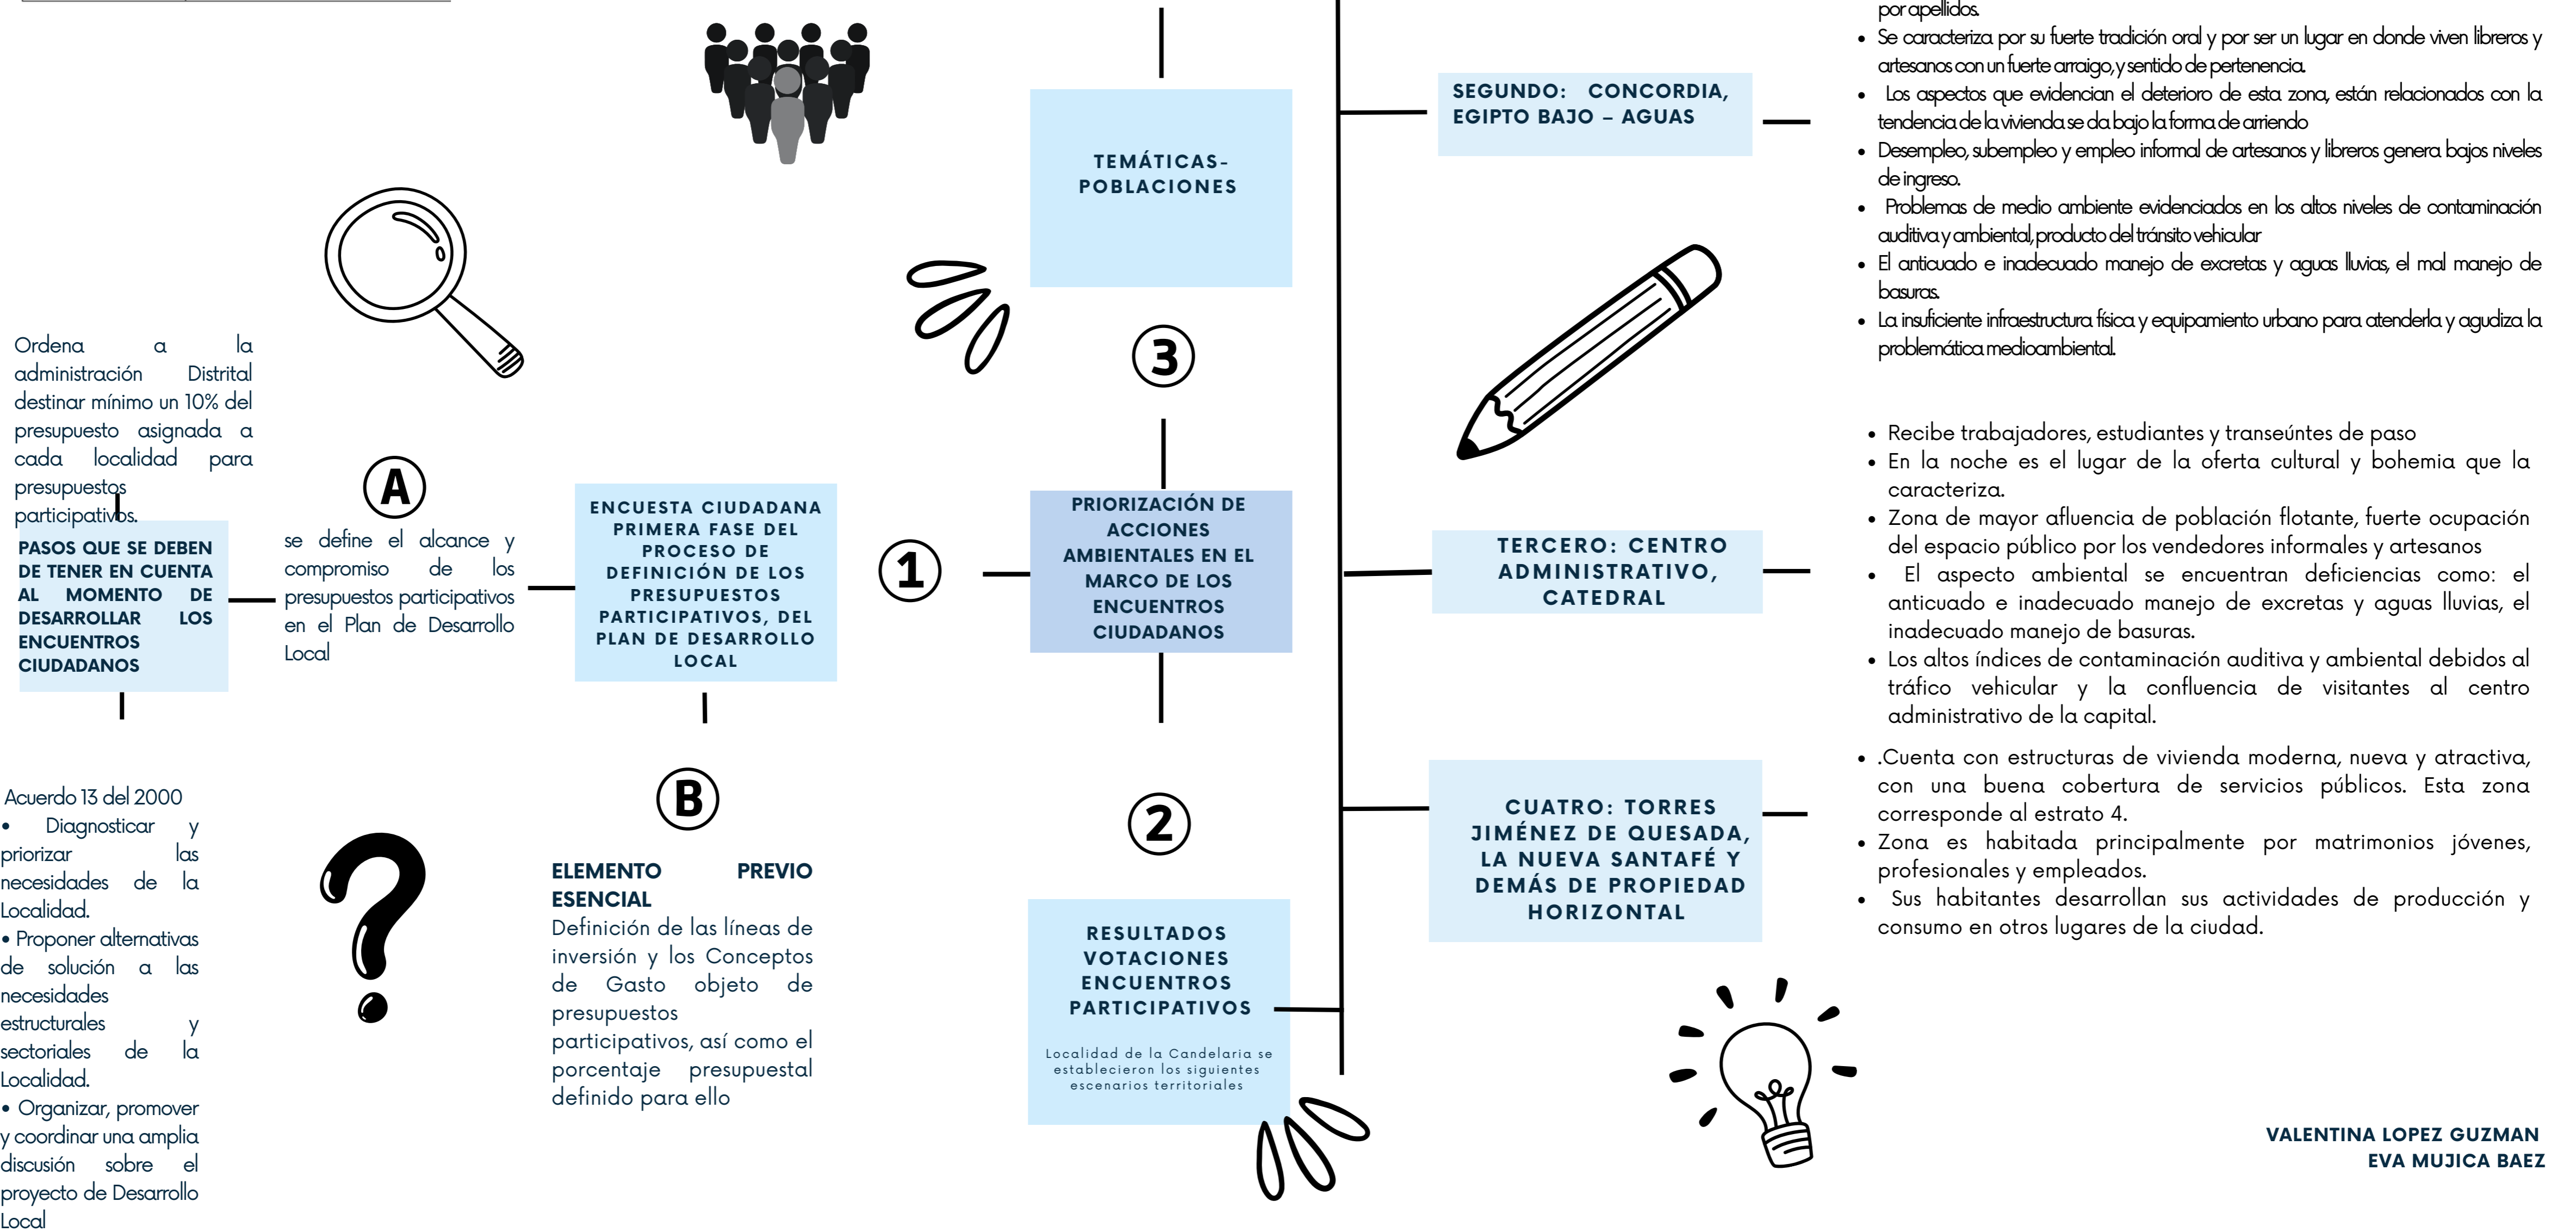 Ordena a la
administración Distrital
destinar mínimo un 10% del
presupuesto asignada a
cada localidad para
presupuestos
participativos.
PASOS QUE SE DEBEN
DE TENER EN CUENTA
AL MOMENTO DE
DESARROLLAR LOS
ENCUENTROS
CIUDADANOS
Acuerdo 13 del 2000
• Diagnosticar y
priorizar las
necesidades de la
Localidad.
• Proponer alternativas
de solución a las
necesidades
estructurales y
sectoriales de la
Localidad.
• Organizar, promover
y coordinar una amplia
discusión sobre el
proyecto de Desarrollo
Local
A
se define el alcance y
compromiso de los
presupuestos participativos
en el Plan de Desarrollo
Local
ENCUESTA CIUDADANA
PRIMERA FASE DEL
PROCESO DE
DEFINICIÓN DE LOS
PRESUPUESTOS
PARTICIPATIVOS, DEL
PLAN DE DESARROLLO
LOCAL
B
ELEMENTO PREVIO
ESENCIAL
Definición de las líneas de
inversión y los Conceptos
de Gasto objeto de
presupuestos
participativos, así como el
porcentaje presupuestal
definido para ello
1
TEMÁTICAS-
POBLACIONES
3
PRIORIZACIÓN DE
ACCIONES
AMBIENTALES EN EL
MARCO DE LOS
ENCUENTROS
CIUDADANOS
2
RESULTADOS
VOTACIONES
ENCUENTROS
PARTICIPATIVOS
Localidad de la Candelaria se
establecieron los siguientes
escenarios territoriales
SEGUNDO: CONCORDIA,
EGIPTO BAJO – AGUAS
por apellidos.
• Se caracteriza por su fuerte tradición oral y por ser un lugar en donde viven libreros y
artesanos con un fuerte arraigo, y sentido de pertenencia.
• Los aspectos que evidencian el deterioro de esta zona, están relacionados con la
tendencia de la vivienda se da bajo la forma de arriendo
• Desempleo, subempleo y empleo informal de artesanos y libreros genera bajos niveles
de ingreso.
• Problemas de medio ambiente evidenciados en los altos niveles de contaminación
auditiva y ambiental, producto del tránsito vehicular
• El anticuado e inadecuado manejo de excretas y aguas lluvias, el mal manejo de
basuras.
• La insuficiente infraestructura física y equipamiento urbano para atenderla y agudiza la
problemática medioambiental.
TERCERO: CENTRO
ADMINISTRATIVO,
CATEDRAL
• Recibe trabajadores, estudiantes y transeúntes de paso
• En la noche es el lugar de la oferta cultural y bohemia que la
caracteriza.
• Zona de mayor afluencia de población flotante, fuerte ocupación
del espacio público por los vendedores informales y artesanos
• El aspecto ambiental se encuentran deficiencias como: el
anticuado e inadecuado manejo de excretas y aguas lluvias, el
inadecuado manejo de basuras.
• Los altos índices de contaminación auditiva y ambiental debidos al
tráfico vehicular y la confluencia de visitantes al centro
administrativo de la capital.
CUATRO: TORRES
JIMÉNEZ DE QUESADA,
LA NUEVA SANTAFÉ Y
DEMÁS DE PROPIEDAD
HORIZONTAL
• .Cuenta con estructuras de vivienda moderna, nueva y atractiva,
con una buena cobertura de servicios públicos. Esta zona
corresponde al estrato 4.
• Zona es habitada principalmente por matrimonios jóvenes,
profesionales y empleados.
• Sus habitantes desarrollan sus actividades de producción y
consumo en otros lugares de la ciudad.
VALENTINA LOPEZ GUZMAN
EVA MUJICA BAEZ